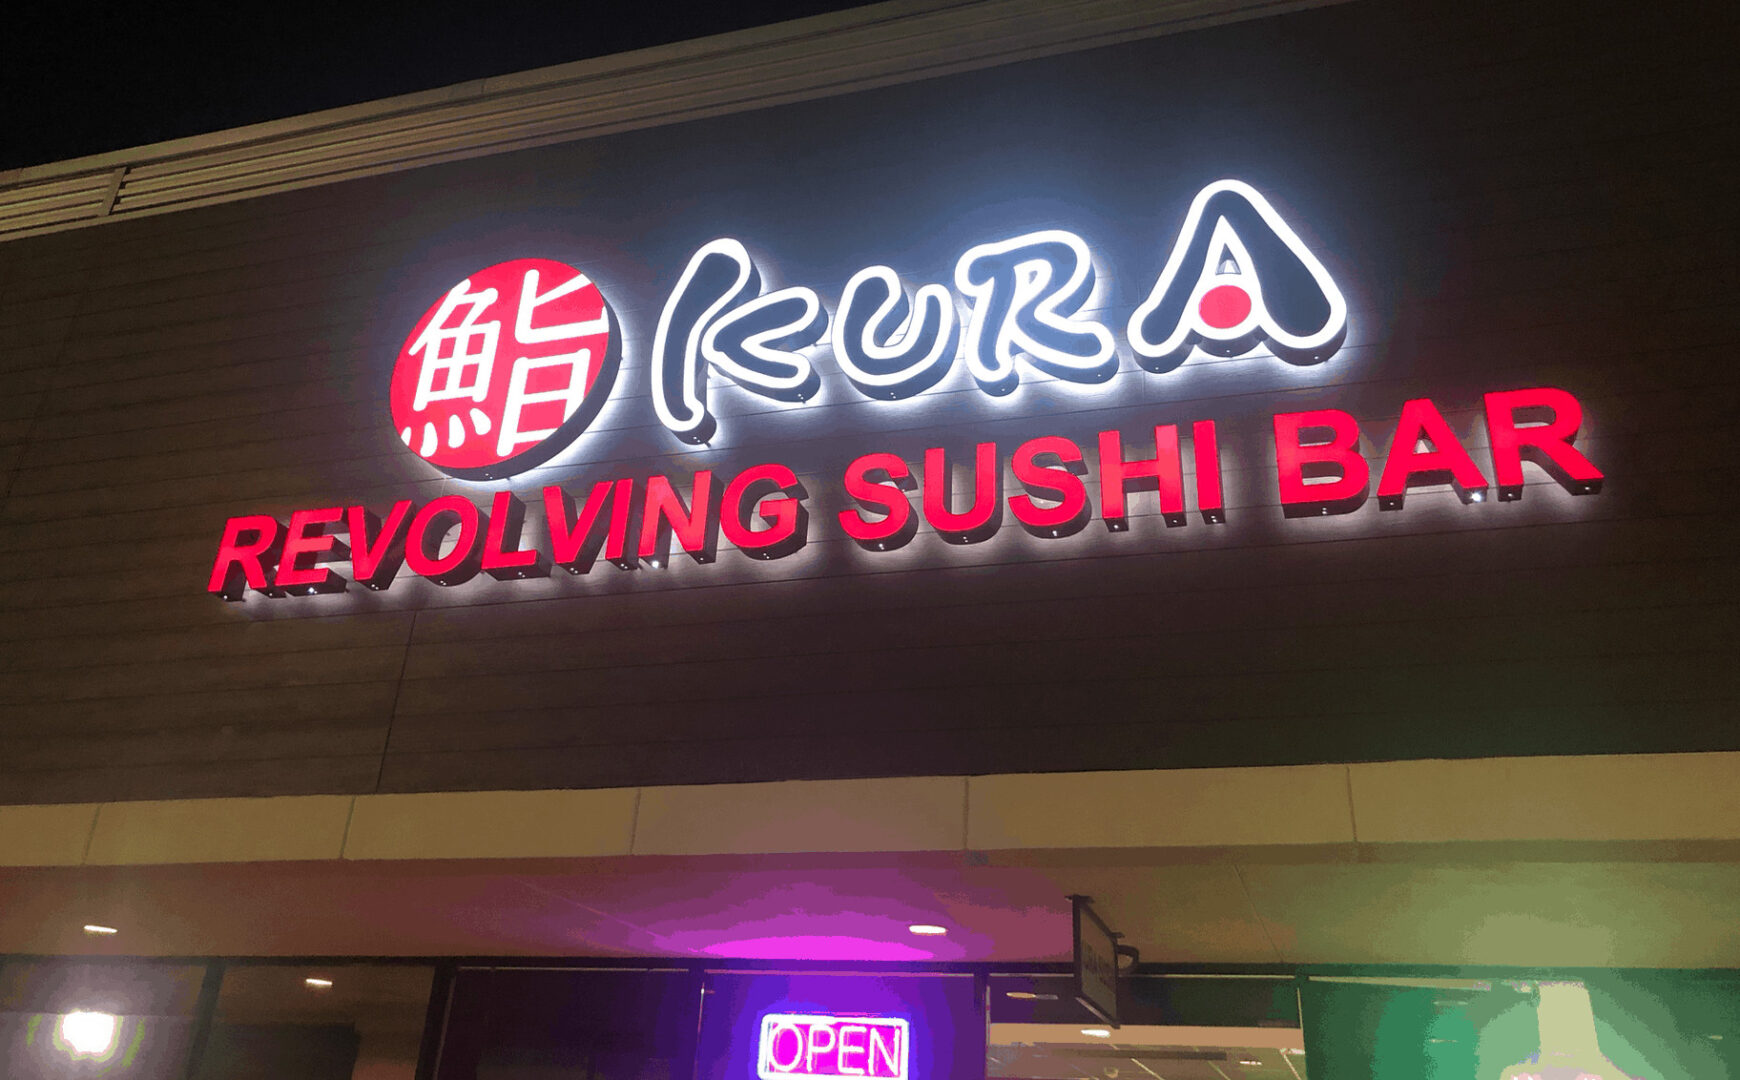 鮨 KURA
REVOLVING SUSHI BAR
OPEN